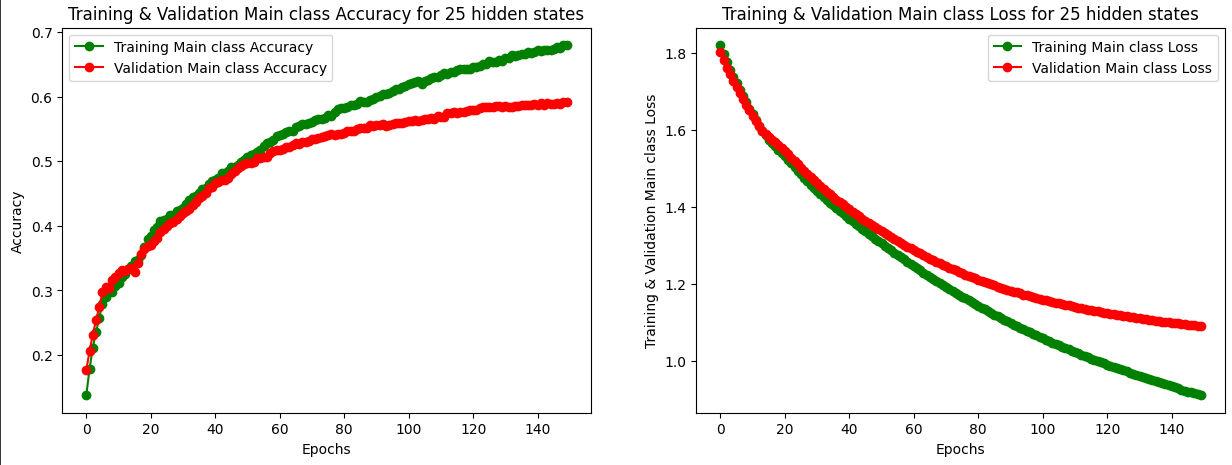 Training & Validation Main class Accuracy for 25 hidden states
0.7
0.6
0.5
0.4
0.3
0.2
Accuracy
Training Main class Accuracy
Validation Main class Accuracy
0 20 40 60 80 100 120 140
Epochs
Training & Validation Main class Loss for 25 hidden states
1.8
1.6
1.4
1.2
1.0
Training & Validation Main class Loss
Training Main class Loss
Validation Main class Loss
0 20 40 60 80 100 120 140
Epochs